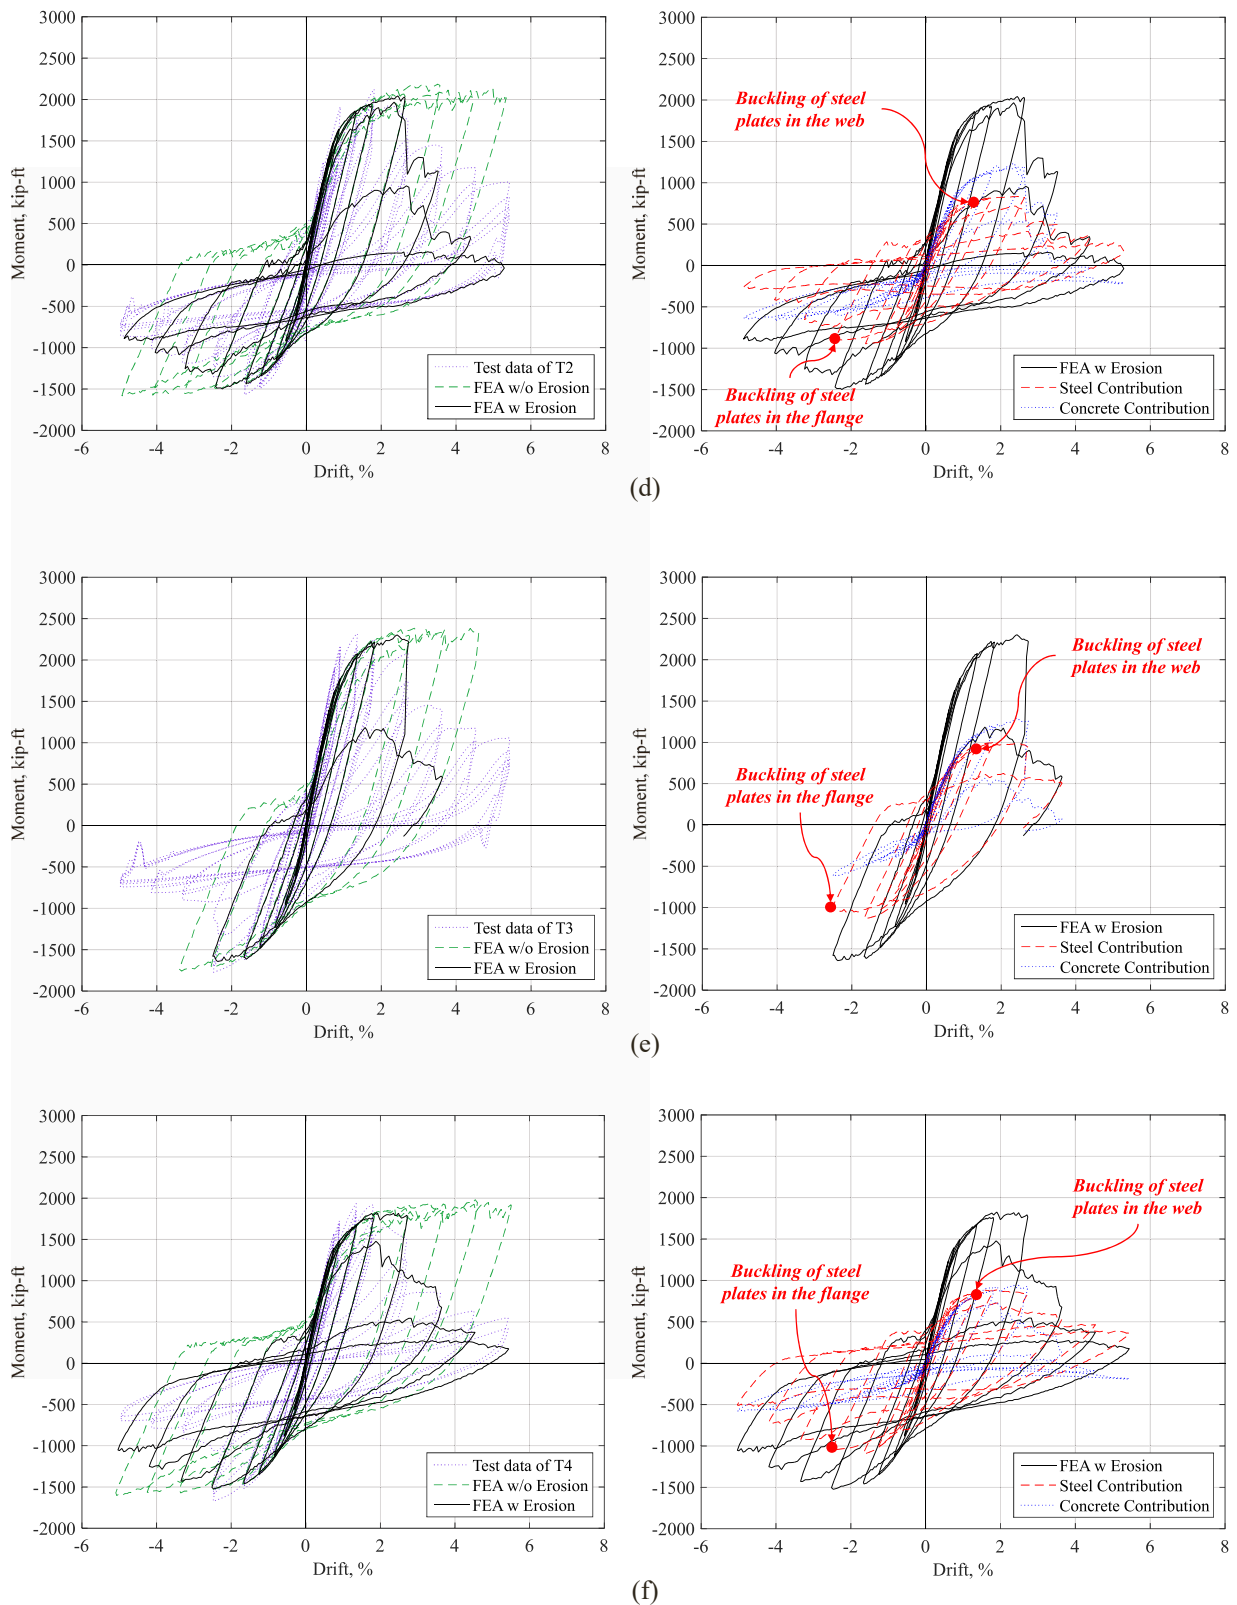 3000
2500
2000
1500
1000
500
0
-500
-1000
-1500
-2000
Moment, kip-ft
-6
-4
-2
0
2
4
6
8
Drift, %
Test data of T2
FEA w/o Erosion
FEA w Erosion
3000
2500
2000
1500
1000
500
0
-500
-1000
-1500
-2000
Moment, kip-ft
-6
-4
-2
0
2
4
6
8
Drift, %
Buckling of steel
plates in the web
Buckling of steel
plates in the flange
FEA w Erosion
Steel Contribution
Concrete Contribution
(d)
3000
2500
2000
1500
1000
500
0
-500
-1000
-1500
-2000
Moment, kip-ft
-6
-4
-2
0
2
4
6
8
Drift, %
Test data of T3
FEA w/o Erosion
FEA w Erosion
3000
2500
2000
1500
1000
500
0
-500
-1000
-1500
-2000
Moment, kip-ft
-6
-4
-2
0
2
4
6
8
Drift, %
Buckling of steel
plates in the web
Buckling of steel
plates in the flange
FEA w Erosion
Steel Contribution
Concrete Contribution
(e)
3000
2500
2000
1500
1000
500
0
-500
-1000
-1500
-2000
Moment, kip-ft
-6
-4
-2
0
2
4
6
8
Drift, %
Test data of T4
FEA w/o Erosion
FEA w Erosion
3000
2500
2000
1500
1000
500
0
-500
-1000
-1500
-2000
Moment, kip-ft
-6
-4
-2
0
2
4
6
8
Drift, %
Buckling of steel
plates in the web
Buckling of steel
plates in the flange
FEA w Erosion
Steel Contribution
Concrete Contribution
(f)